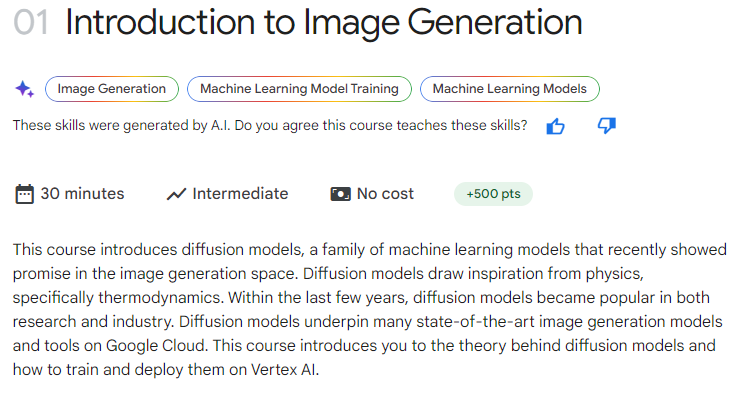 01 Introduction to Image Generation
Image Generation Machine Learning Model Training Machine Learning Models
These skills were generated by A.I. Do you agree this course teaches these skills?
30 minutes Intermediate No cost +500 pts
This course introduces diffusion models, a family of machine learning models that recently showed
promise in the image generation space. Diffusion models draw inspiration from physics,
specifically thermodynamics. Within the last few years, diffusion models became popular in both
research and industry. Diffusion models underpin many state-of-the-art image generation models
and tools on Google Cloud. This course introduces you to the theory behind diffusion models and
how to train and deploy them on Vertex AI.